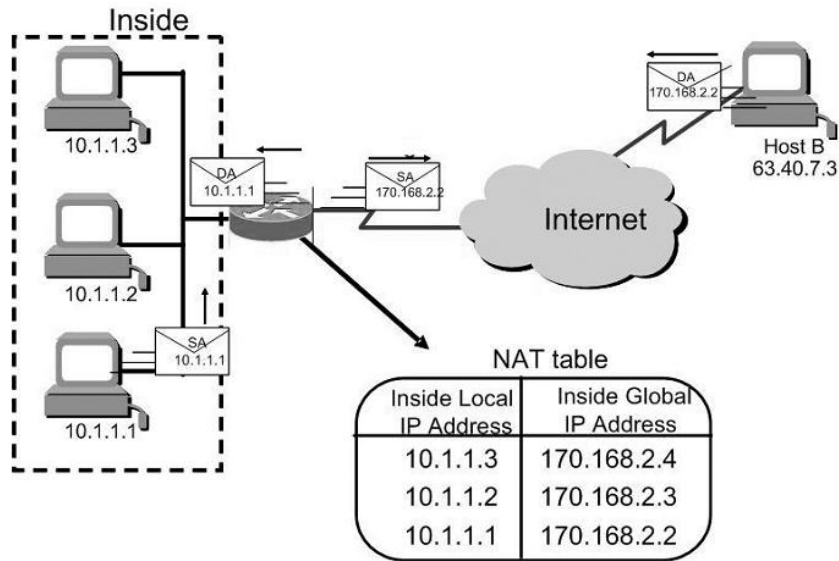 Inside
10.1.1.3
10.1.1.2
SA
10.1.1.1
10.1.1.1
DA
10.1.1.1
SA
170.168.2.2
Internet
DA
170.168.2.2
Host B
63.40.7.3
NAT table
Inside Local
IP Address
Inside Global
IP Address
10.1.1.3 170.168.2.4
10.1.1.2 170.168.2.3
10.1.1.1 170.168.2.2